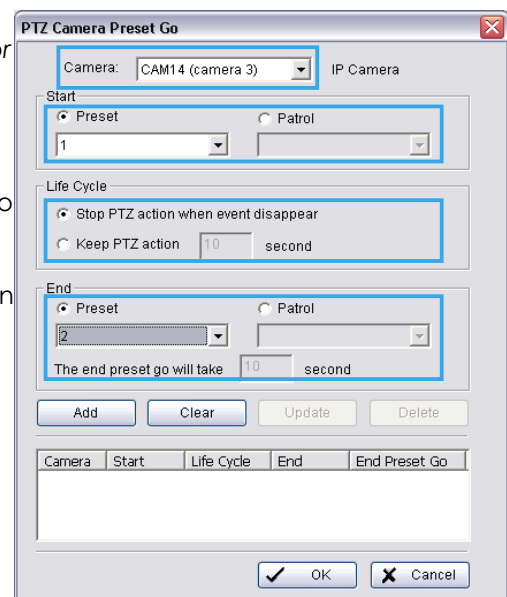 PTZ Camera Preset Go
or
Camera: CAM14 (camera 3) IP Camera
Start
Preset Patrol
1
Life Cycle
o
Stop PTZ action when event disappear
Keep PTZ action 10 second
n
End
Preset Patrol
2
The end preset go will take 10 second
Add Clear Update Delete
Camera Start Life Cycle End End Preset Go
OK Cancel